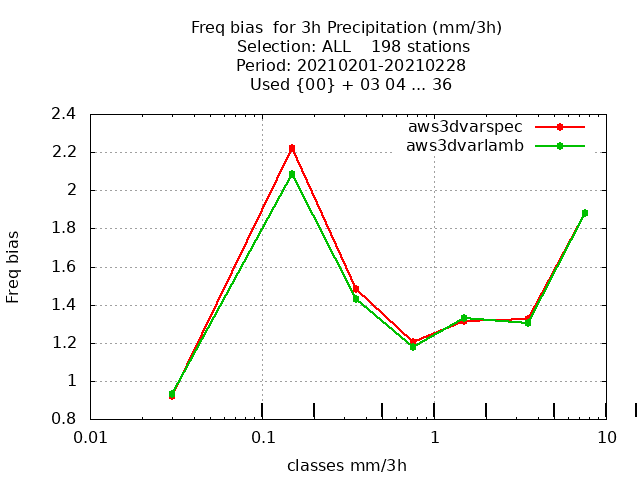 Freq bias  for 3h Precipitation (mm/3h)
Selection: ALL    198 stations
Period: 20210201-20210228
Used {00} + 03 04 ... 36
aws3dvarspec
aws3dvarlamb
2.4
2.2
2
1.8
1.6
1.4
1.2
1
0.8
Freq bias
0.01 0.1 1 10
classes mm/3h